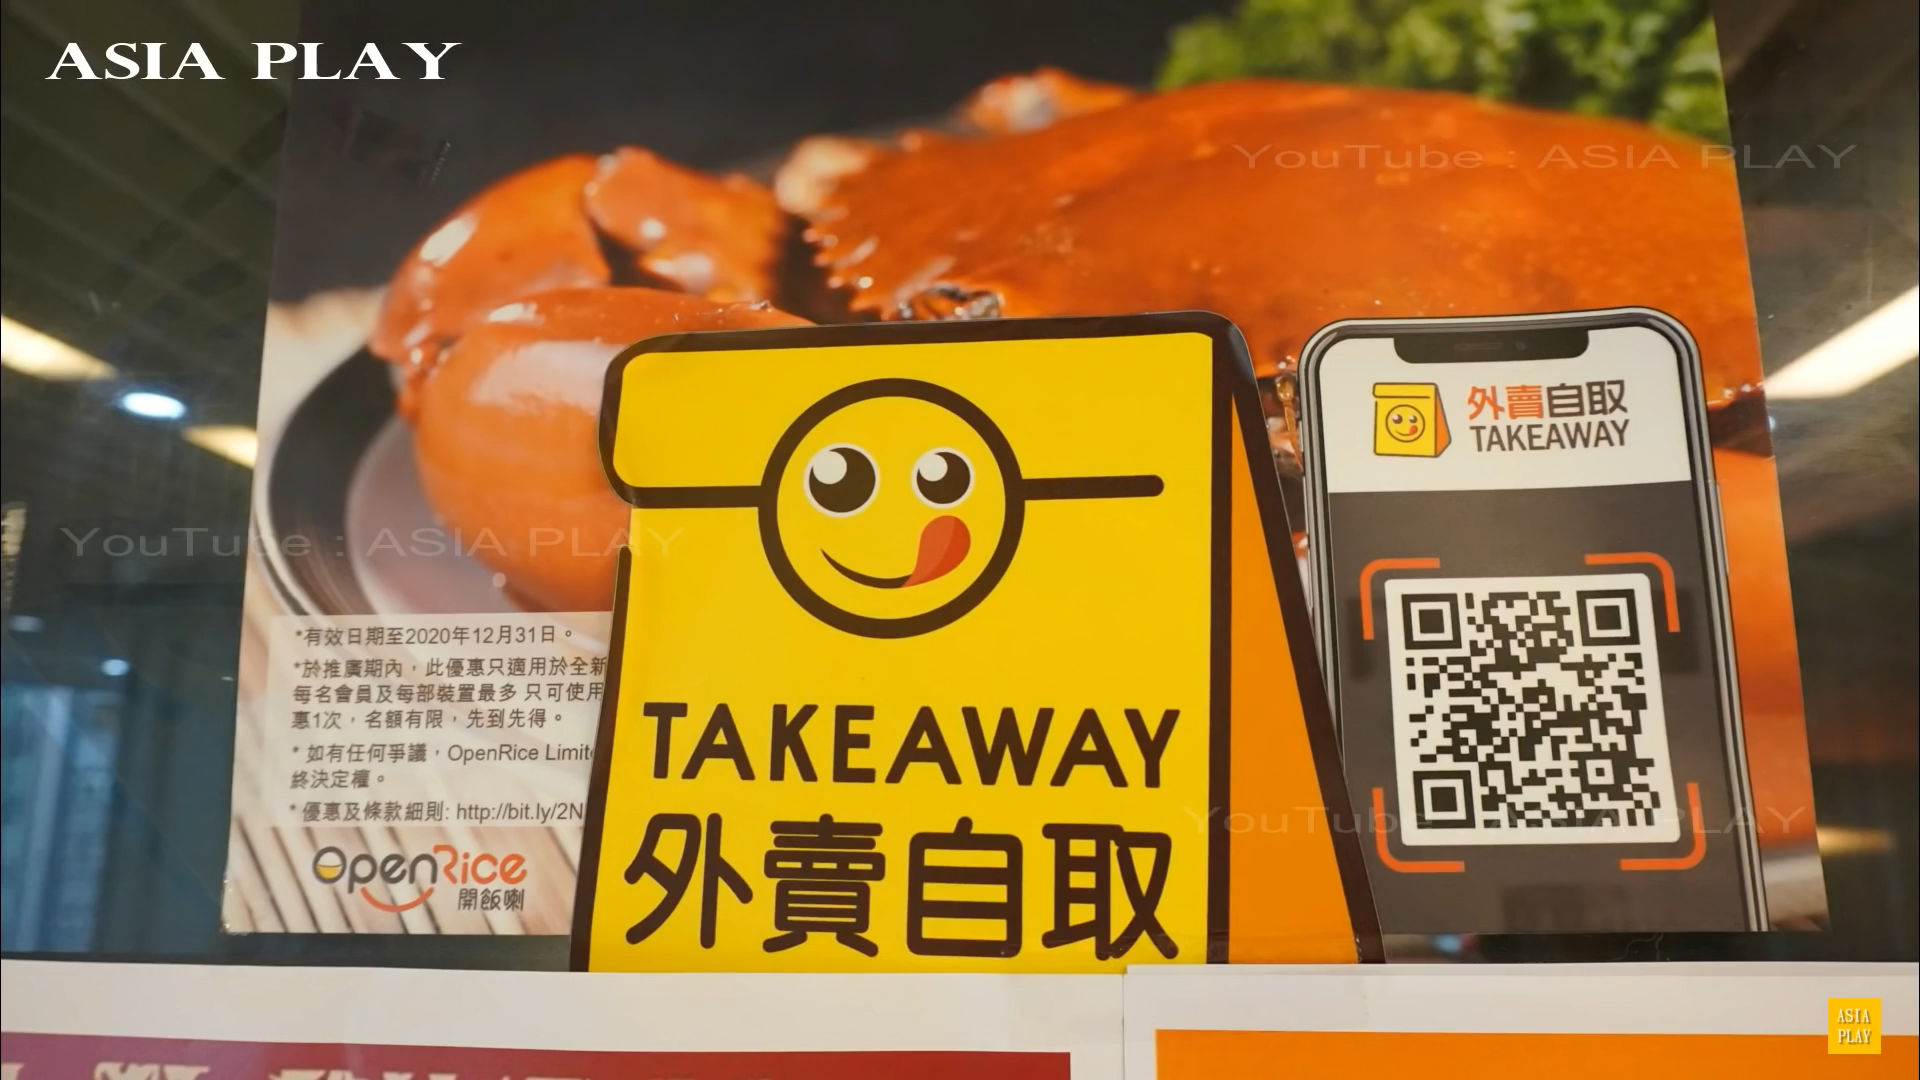 ASIA PLAY
YouTube : ASIA PLAY
外賣自取
TAKEAWAY
YouTube : ASIA PLAY
*有效日期至2020年12月31日。
*於推廣期內，此優惠只適用於全新
每名會員及每部裝置最多 只可使用
惠1次，名額有限，先到先得。
* 如有任何爭議，OpenRice Limite
終決定權。
* 優惠及條款細則: http://bit.ly/2N
OpenRice
開飯喇
TAKEAWAY
外賣自取
YouTube : ASIA PLAY
ASIA
PLAY